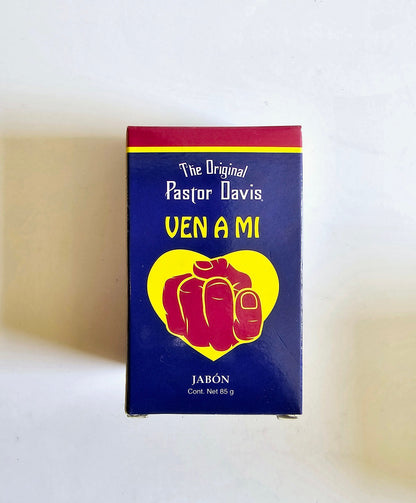 The Original
Pastor Davis
VEN A MI
JABÓN
Cont. Net 85 g